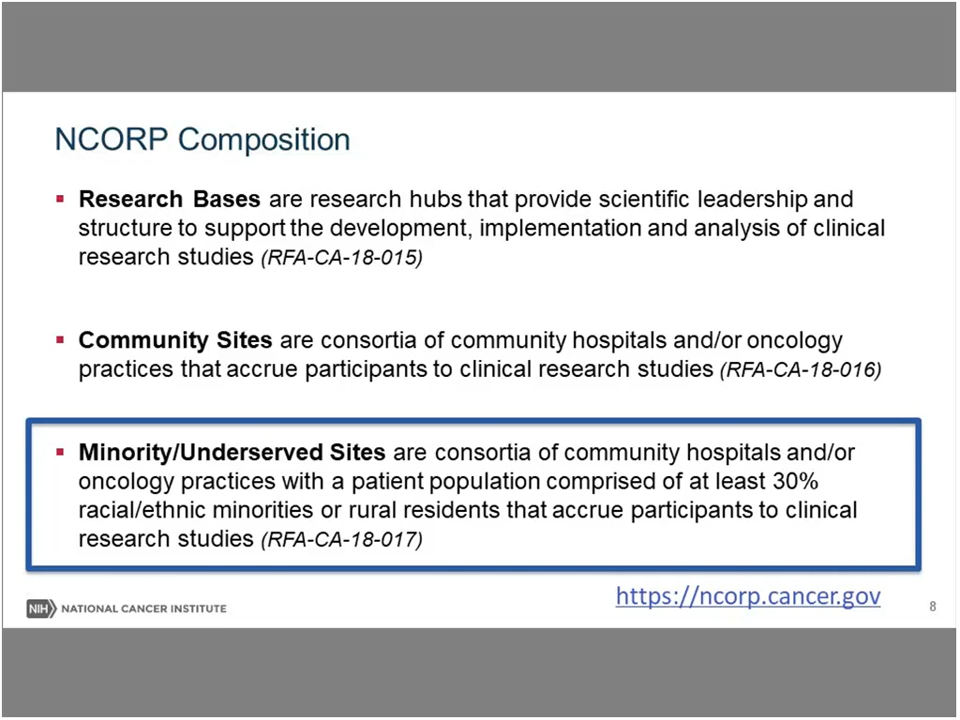 NCORP Composition
▪ Research Bases are research hubs that provide scientific leadership and
structure to support the development, implementation and analysis of clinical
research studies (RFA-CA-18-015)
▪ Community Sites are consortia of community hospitals and/or oncology
practices that accrue participants to clinical research studies (RFA-CA-18-016)
▪ Minority/Underserved Sites are consortia of community hospitals and/or
oncology practices with a patient population comprised of at least 30%
racial/ethnic minorities or rural residents that accrue participants to clinical
research studies (RFA-CA-18-017)
NIH NATIONAL CANCER INSTITUTE
https://ncorp.cancer.gov
8